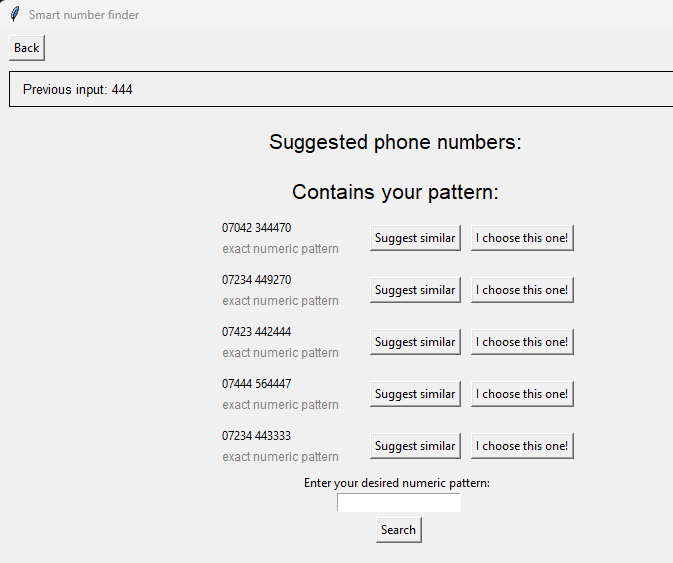 Smart number finder
Back
Previous input: 444
Suggested phone numbers:
Contains your pattern:
07042 344470
exact numeric pattern
Suggest similar
I choose this one!
07234 449270
exact numeric pattern
Suggest similar
I choose this one!
07423 442444
exact numeric pattern
Suggest similar
I choose this one!
07444 564447
exact numeric pattern
Suggest similar
I choose this one!
07234 443333
exact numeric pattern
Suggest similar
I choose this one!
Enter your desired numeric pattern:
Search